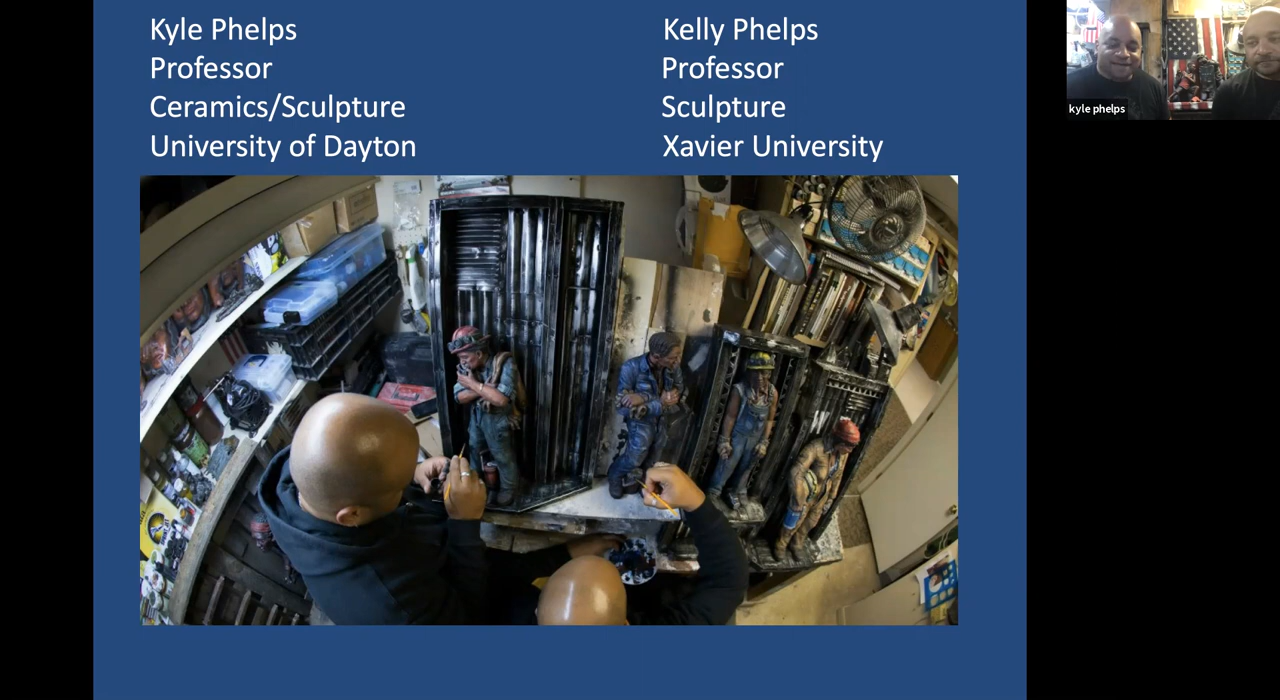 Kyle Phelps
Professor
Ceramics/Sculpture
University of Dayton
Kelly Phelps
Professor
Sculpture
Xavier University
kyle phelps